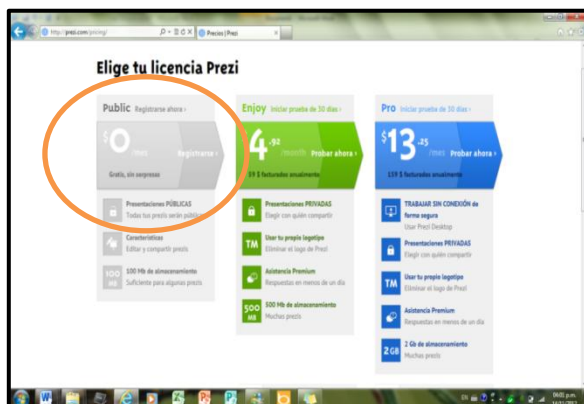 http://prezi.com/pricing/
Precios | Prezi
Elige tu licencia Prezi
Public Registrarse ahora ›
$0 /mes Registrarse ›
Gratis, sin sorpresas
Presentaciones PÚBLICAS
Todas tus prezis serán públic
Características
Editar y compartir prezis
100 MB
100 Mb de almacenamiento
Suficiente para algunas prezis
Enjoy Iniciar prueba de 30 días ›
$4.92 /month Probar ahora ›
59 $ facturados anualmente
Presentaciones PRIVADAS
Elegir con quién compartir
TM
Usar tu propio logotipo
Eliminar el logo de Prezi
Asistencia Premium
Respuestas en menos de un día
500 MB
500 Mb de almacenamiento
Muchas prezis
Pro Iniciar prueba de 30 días ›
$13.25 /mes Probar ahora ›
159 $ facturados anualmente
TRABAJAR SIN CONEXIÓN de
forma segura
Usar Prezi Desktop
Presentaciones PRIVADAS
Elegir con quién compartir
TM
Usar tu propio logotipo
Eliminar el logo de Prezi
Asistencia Premium
Respuestas en menos de un día
2 GB
2 Gb de almacenamiento
Muchas prezis
EN
06:01 p.m.